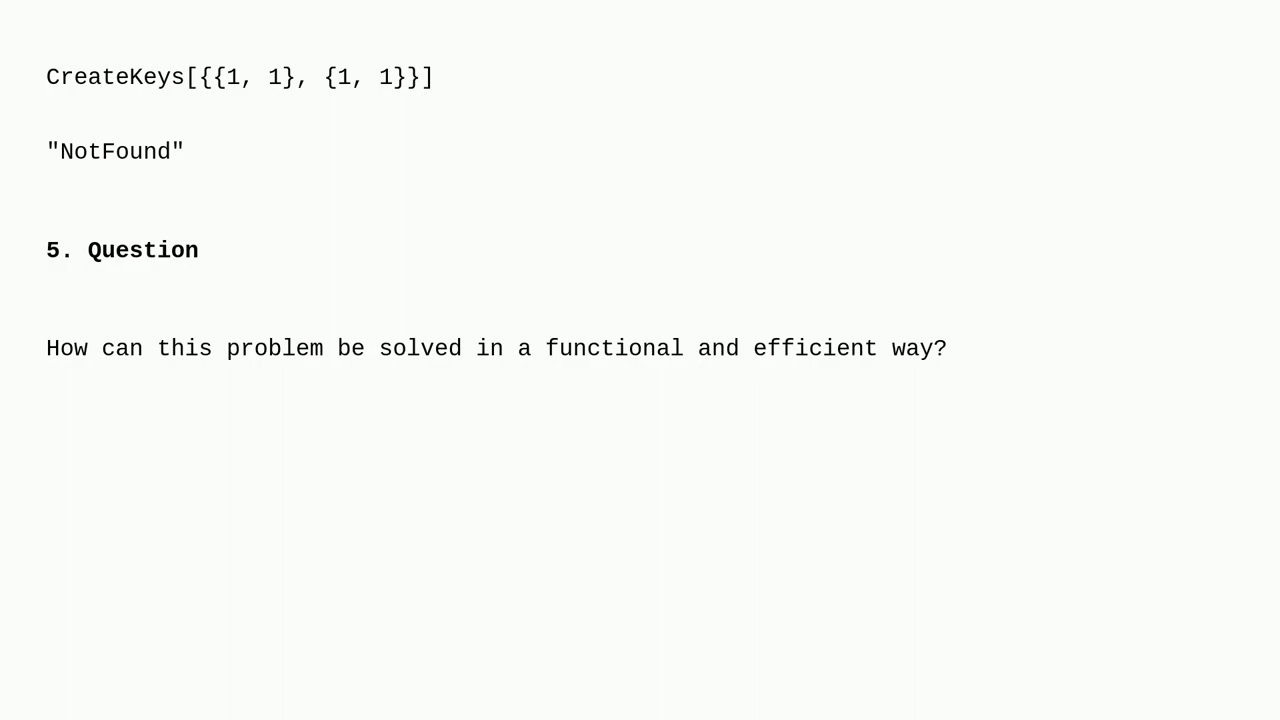 CreateKeys[{{1, 1}, {1, 1}}]
"NotFound"
5. Question
How can this problem be solved in a functional and efficient way?